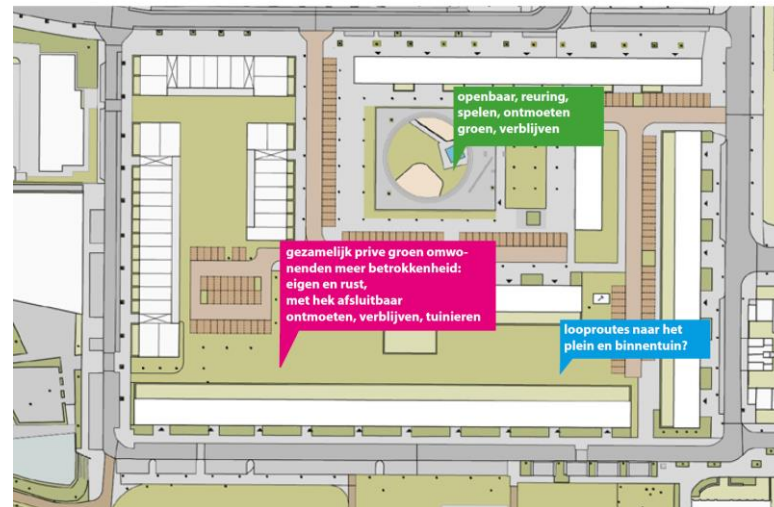 openbaar, reuring,
spelen, ontmoeten
groen, verblijven
gezamelijk prive groen omwo-
nenden meer betrokkenheid:
eigen en rust,
met hek afsluitbaar
ontmoeten, verblijven, tuinieren
looproutes naar het
plein en binnentuin?